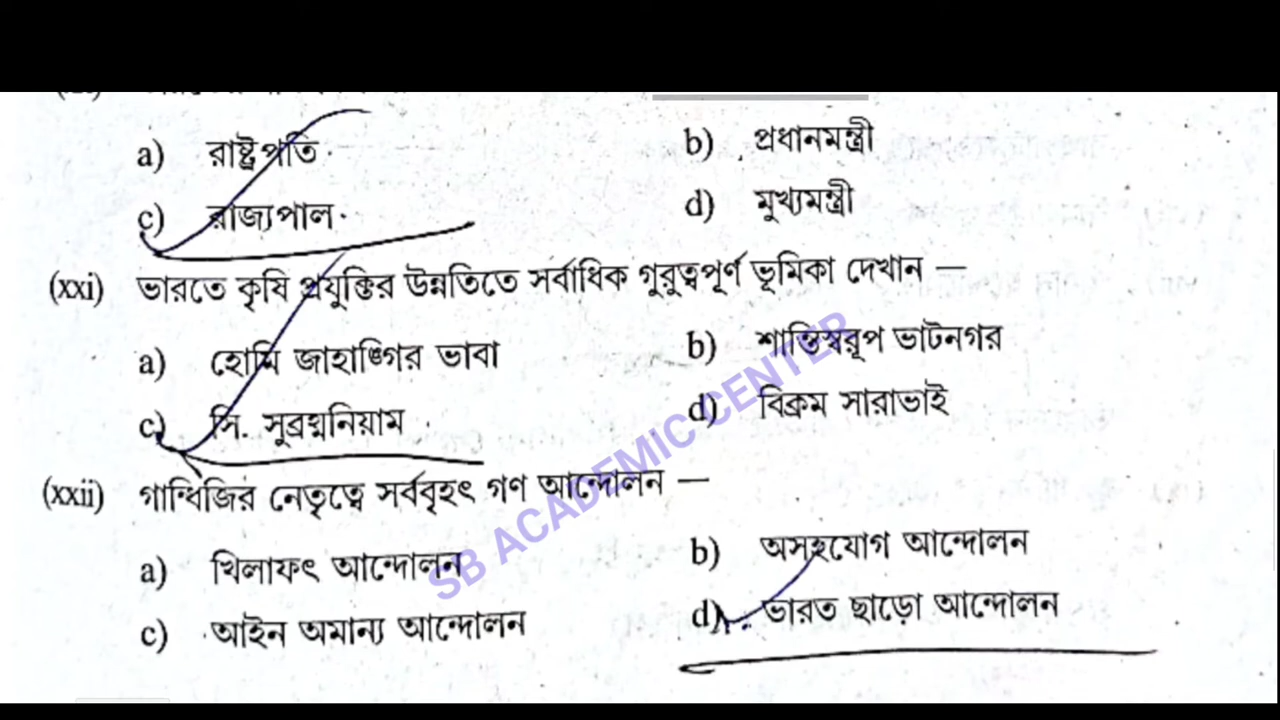 a) রাষ্ট্রপতি b) প্রধানমন্ত্রী
c) রাজ্যপাল d) মুখ্যমন্ত্রী
(xxi) ভারতে কৃষি প্রযুক্তির উন্নতিতে সর্বাধিক গুরুত্বপূর্ণ ভূমিকা দেখান —
a) হোমি জাহাঙ্গির ভাবা b) শান্তিস্বরূপ ভাটনগর
c) সি. সুব্রহ্মনিয়াম d) বিক্রম সারাভাই
(xxii) গান্ধিজির নেতৃত্বে সর্ববৃহৎ গণ আন্দোলন —
a) খিলাফৎ আন্দোলন b) অসহযোগ আন্দোলন
c) আইন অমান্য আন্দোলন d) ভারত ছাড়ো আন্দোলন
SB ACADEMIC CENTER